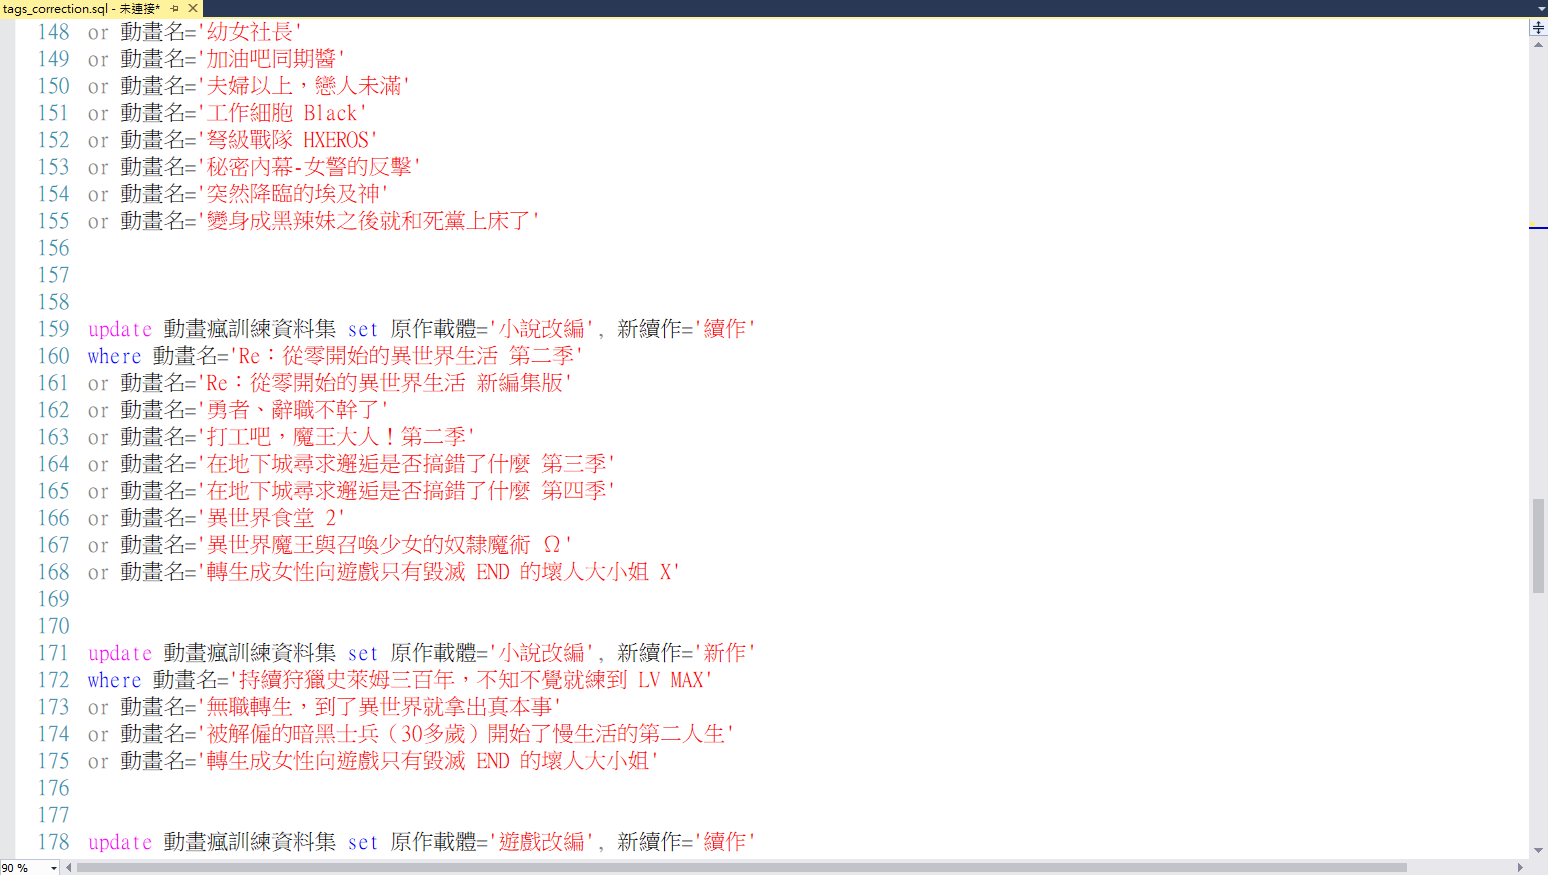 tags_correction.sql - 未連接*
148 or 動畫名='幼女社長'
149 or 動畫名='加油吧同期醬'
150 or 動畫名='夫婦以上，戀人未滿'
151 or 動畫名='工作細胞 Black'
152 or 動畫名='弩級戰隊 HXEROS'
153 or 動畫名='秘密內幕-女警的反擊'
154 or 動畫名='突然降臨的埃及神'
155 or 動畫名='變身成黑辣妹之後就和死黨上床了'
156
157
158
159 update 動畫瘋訓練資料集 set 原作載體='小說改編', 新續作='續作'
160 where 動畫名='Re：從零開始的異世界生活 第二季'
161 or 動畫名='Re：從零開始的異世界生活 新編集版'
162 or 動畫名='勇者、辭職不幹了'
163 or 動畫名='打工吧，魔王大人！第二季'
164 or 動畫名='在地下城尋求邂逅是否搞錯了什麼 第三季'
165 or 動畫名='在地下城尋求邂逅是否搞錯了什麼 第四季'
166 or 動畫名='異世界食堂 2'
167 or 動畫名='異世界魔王與召喚少女的奴隸魔術 Ω'
168 or 動畫名='轉生成女性向遊戲只有毀滅 END 的壞人大小姐 X'
169
170
171 update 動畫瘋訓練資料集 set 原作載體='小說改編', 新續作='新作'
172 where 動畫名='持續狩獵史萊姆三百年，不知不覺就練到 LV MAX'
173 or 動畫名='無職轉生，到了異世界就拿出真本事'
174 or 動畫名='被解僱的暗黑士兵（30多歲）開始了慢生活的第二人生'
175 or 動畫名='轉生成女性向遊戲只有毀滅 END 的壞人大小姐'
176
177
178 update 動畫瘋訓練資料集 set 原作載體='遊戲改編', 新續作='續作'
90 %